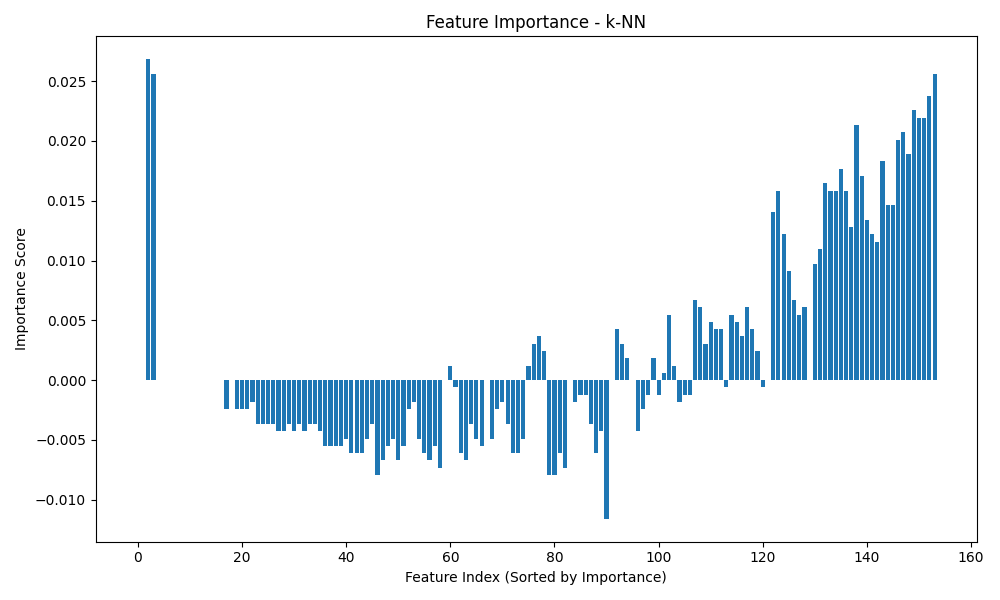 Feature Importance - k-NN
Importance Score
0.025
0.020
0.015
0.010
0.005
0.000
−0.005
−0.010
0 20 40 60 80 100 120 140 160
Feature Index (Sorted by Importance)